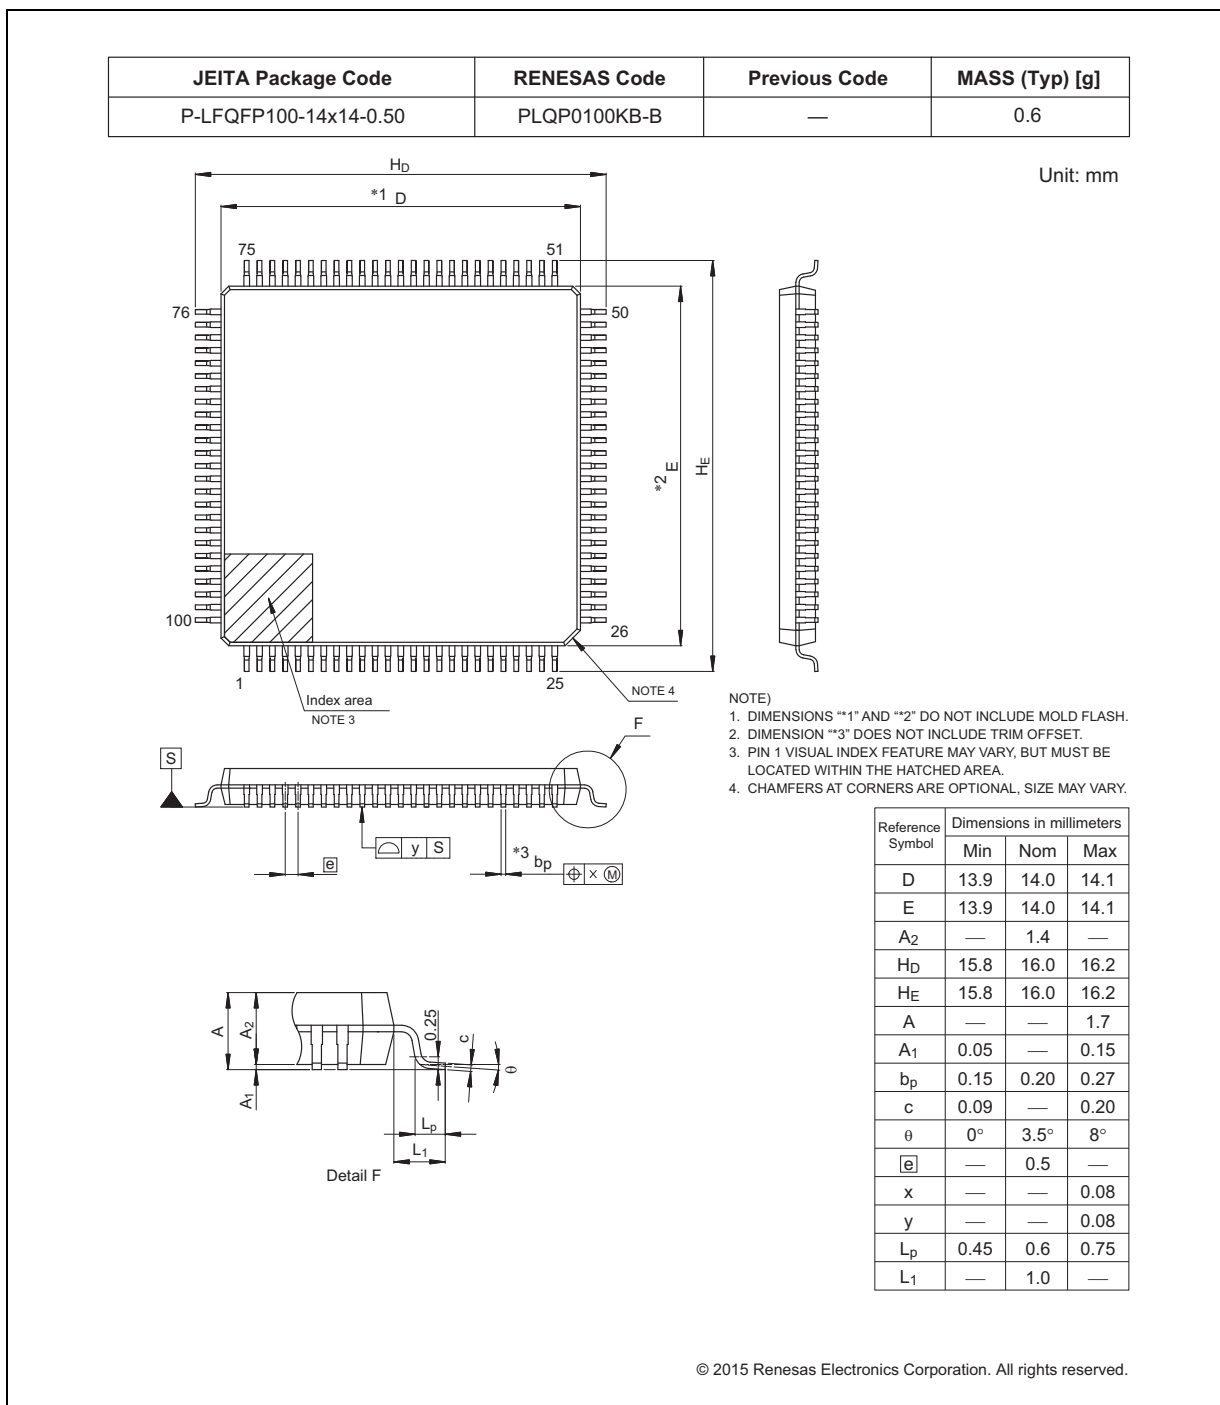 JEITA Package Code RENESAS Code Previous Code MASS (Typ) [g]
P-LFQFP100-14x14-0.50 PLQP0100KB-B — 0.6
Unit: mm
HD
*1 D
75 51
76 50
*2 E
HE
100 26
1 25
Index area
NOTE 3
NOTE 4
F
S
e
y S
*3 bp
x M
NOTE)
1. DIMENSIONS “*1” AND “*2” DO NOT INCLUDE MOLD FLASH.
2. DIMENSION “*3” DOES NOT INCLUDE TRIM OFFSET.
3. PIN 1 VISUAL INDEX FEATURE MAY VARY, BUT MUST BE
LOCATED WITHIN THE HATCHED AREA.
4. CHAMFERS AT CORNERS ARE OPTIONAL, SIZE MAY VARY.
A
A2
A1
0.25
c
θ
Lp
L1
Detail F
Reference Symbol Dimensions in millimeters
Min Nom Max
D 13.9 14.0 14.1
E 13.9 14.0 14.1
A2 — 1.4 —
HD 15.8 16.0 16.2
HE 15.8 16.0 16.2
A — — 1.7
A1 0.05 — 0.15
bp 0.15 0.20 0.27
c 0.09 — 0.20
θ 0° 3.5° 8°
e — 0.5 —
x — — 0.08
y — — 0.08
Lp 0.45 0.6 0.75
L1 — 1.0 —
© 2015 Renesas Electronics Corporation. All rights reserved.